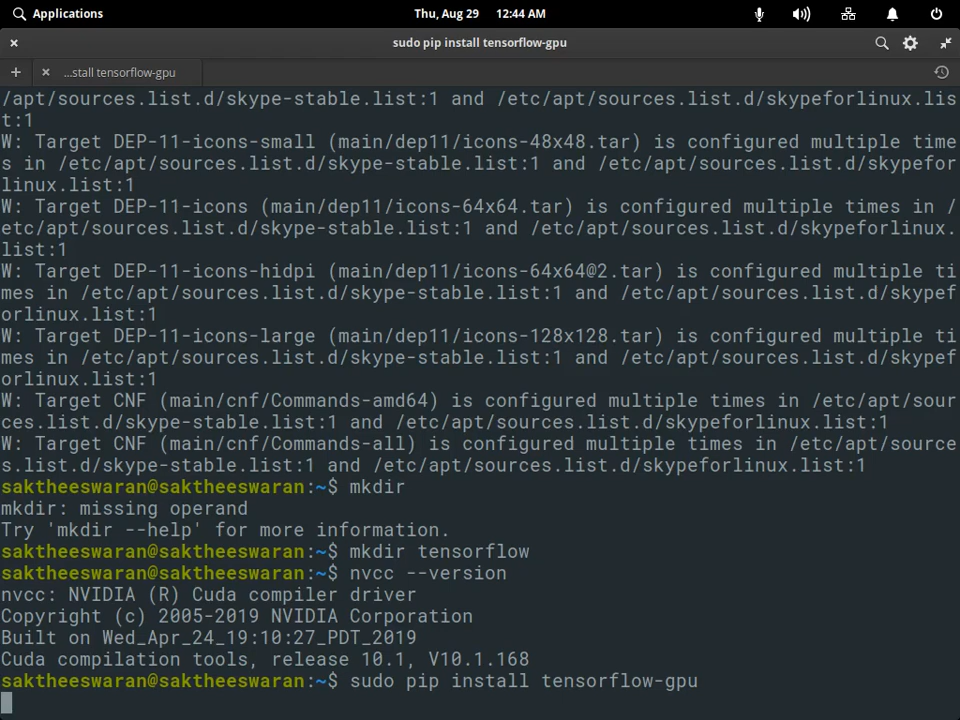 Applications
Thu, Aug 29 12:44 AM
sudo pip install tensorflow-gpu
...stall tensorflow-gpu
/apt/sources.list.d/skype-stable.list:1 and /etc/apt/sources.list.d/skypeforlinux.lis
t:1
W: Target DEP-11-icons-small (main/dep11/icons-48x48.tar) is configured multiple time
s in /etc/apt/sources.list.d/skype-stable.list:1 and /etc/apt/sources.list.d/skypefor
linux.list:1
W: Target DEP-11-icons (main/dep11/icons-64x64.tar) is configured multiple times in /
etc/apt/sources.list.d/skype-stable.list:1 and /etc/apt/sources.list.d/skypeforlinux.
list:1
W: Target DEP-11-icons-hidpi (main/dep11/icons-64x64@2.tar) is configured multiple ti
mes in /etc/apt/sources.list.d/skype-stable.list:1 and /etc/apt/sources.list.d/skypef
orlinux.list:1
W: Target DEP-11-icons-large (main/dep11/icons-128x128.tar) is configured multiple ti
mes in /etc/apt/sources.list.d/skype-stable.list:1 and /etc/apt/sources.list.d/skypef
orlinux.list:1
W: Target CNF (main/cnf/Commands-amd64) is configured multiple times in /etc/apt/sour
ces.list.d/skype-stable.list:1 and /etc/apt/sources.list.d/skypeforlinux.list:1
W: Target CNF (main/cnf/Commands-all) is configured multiple times in /etc/apt/source
s.list.d/skype-stable.list:1 and /etc/apt/sources.list.d/skypeforlinux.list:1
saktheeswaran@saktheeswaran:~$ mkdir
mkdir: missing operand
Try 'mkdir --help' for more information.
saktheeswaran@saktheeswaran:~$ mkdir tensorflow
saktheeswaran@saktheeswaran:~$ nvcc --version
nvcc: NVIDIA (R) Cuda compiler driver
Copyright (c) 2005-2019 NVIDIA Corporation
Built on Wed_Apr_24_19:10:27_PDT_2019
Cuda compilation tools, release 10.1, V10.1.168
saktheeswaran@saktheeswaran:~$ sudo pip install tensorflow-gpu